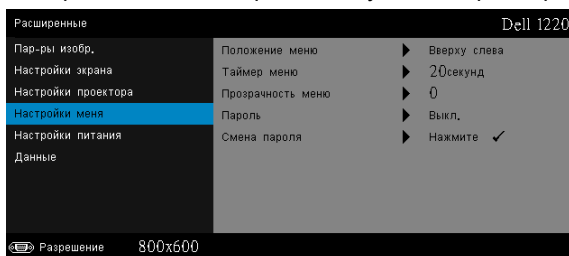 Расширенные Dell 1220
Пар-ры изобр. Положение меню Вверху слева
Настройки экрана Таймер меню 20секунд
Настройки проектора Прозрачность меню 0
Настройки меня Пароль Выкл.
Настройки питания Смена пароля Нажмите
Данные
Разрешение 800x600